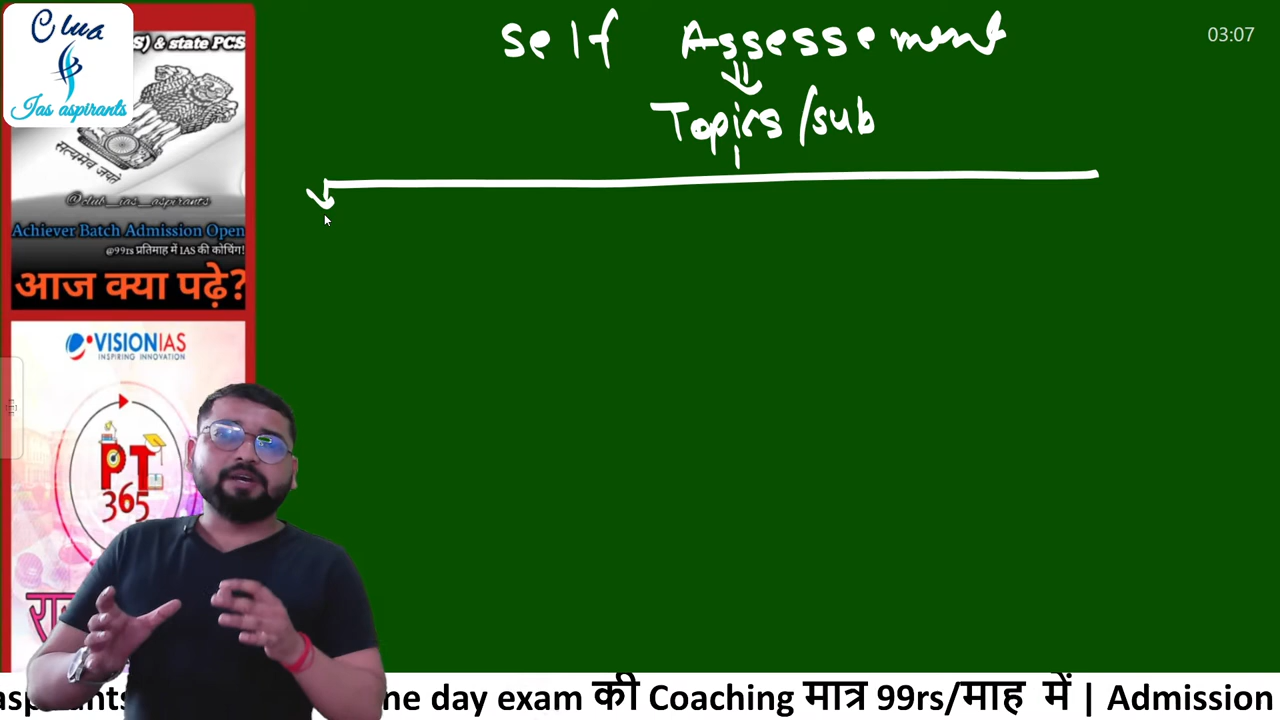 Clua
Ias aspirants
S) & state PCS
सत्यमेव जयते
@club__ias_aspirants
Achiever Batch Admission Open
@99rs प्रतिमाह में IAS की कोचिंग!
आज क्या पढ़े?
VISIONIAS
INSPIRING INNOVATION
PT
365
Self Assessement
Topics/sub
03:07
ne day exam की Coaching मात्र 99rs/माह में | Admission